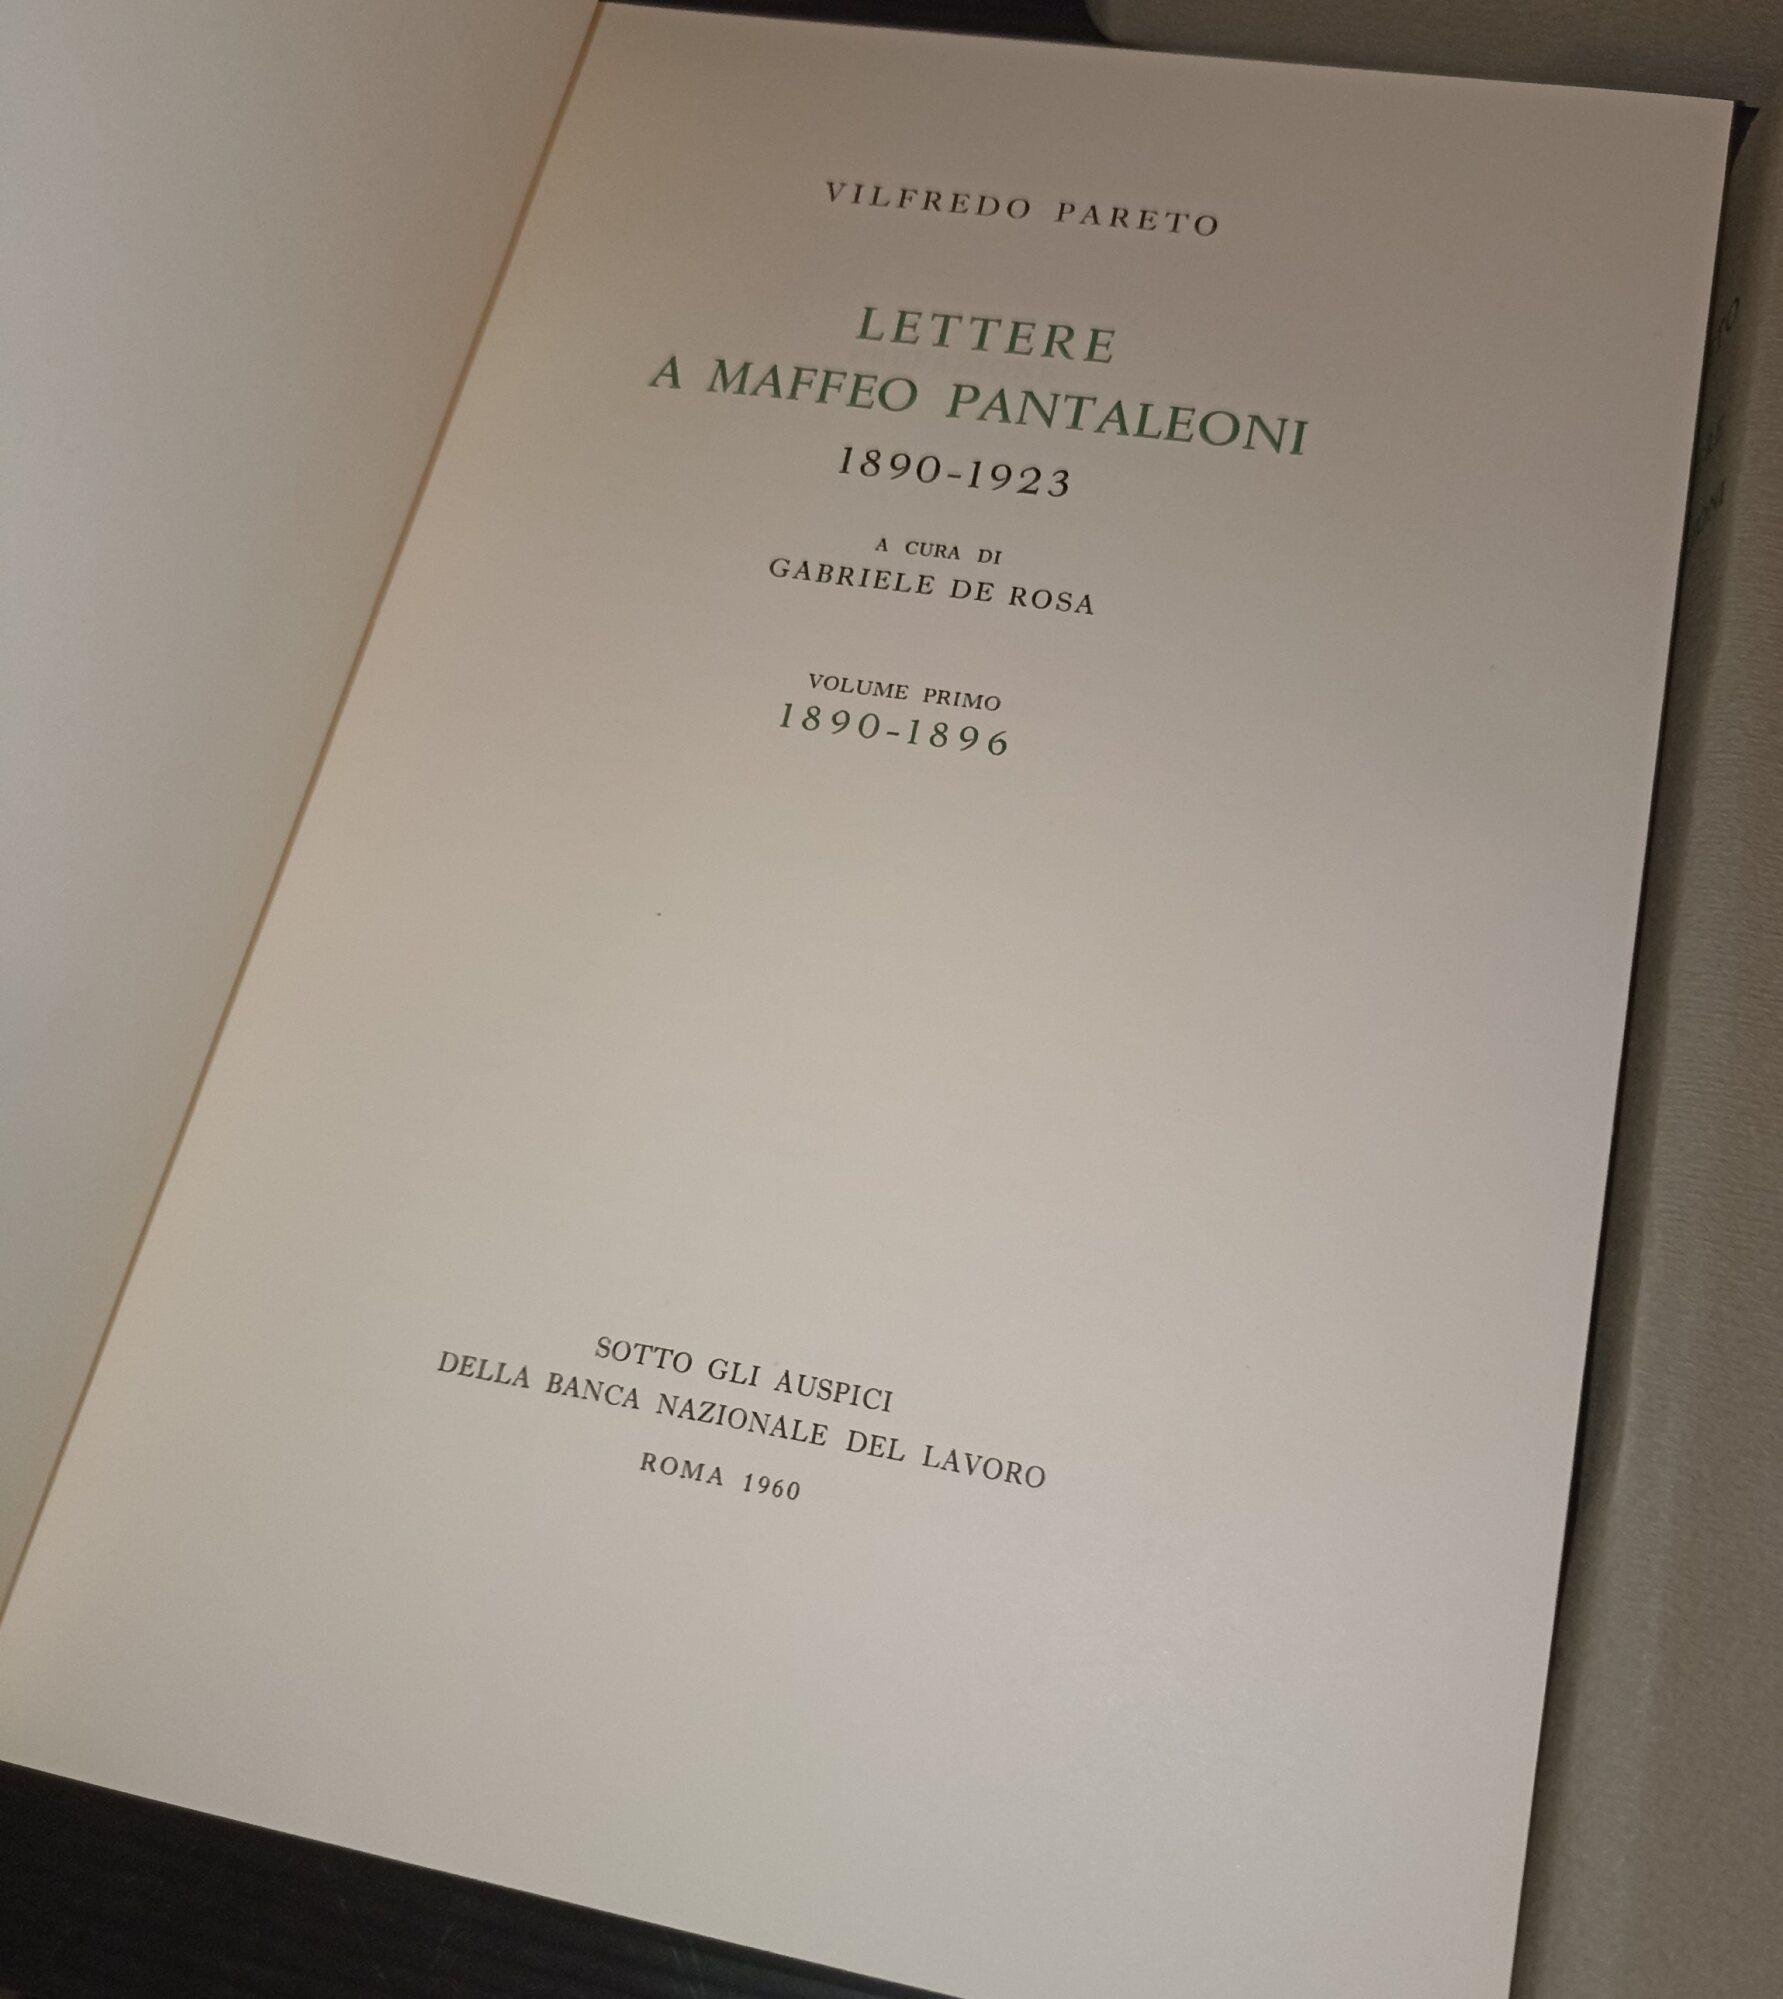 VILFREDO PARETO
LETTERE
A MAFFEO PANTALEONI
1890-1923
A CURA DI
GABRIELE DE ROSA
VOLUME PRIMO
1890-1896
SOTTO GLI AUSPICI
DELLA BANCA NAZIONALE DEL LAVORO
ROMA 1960